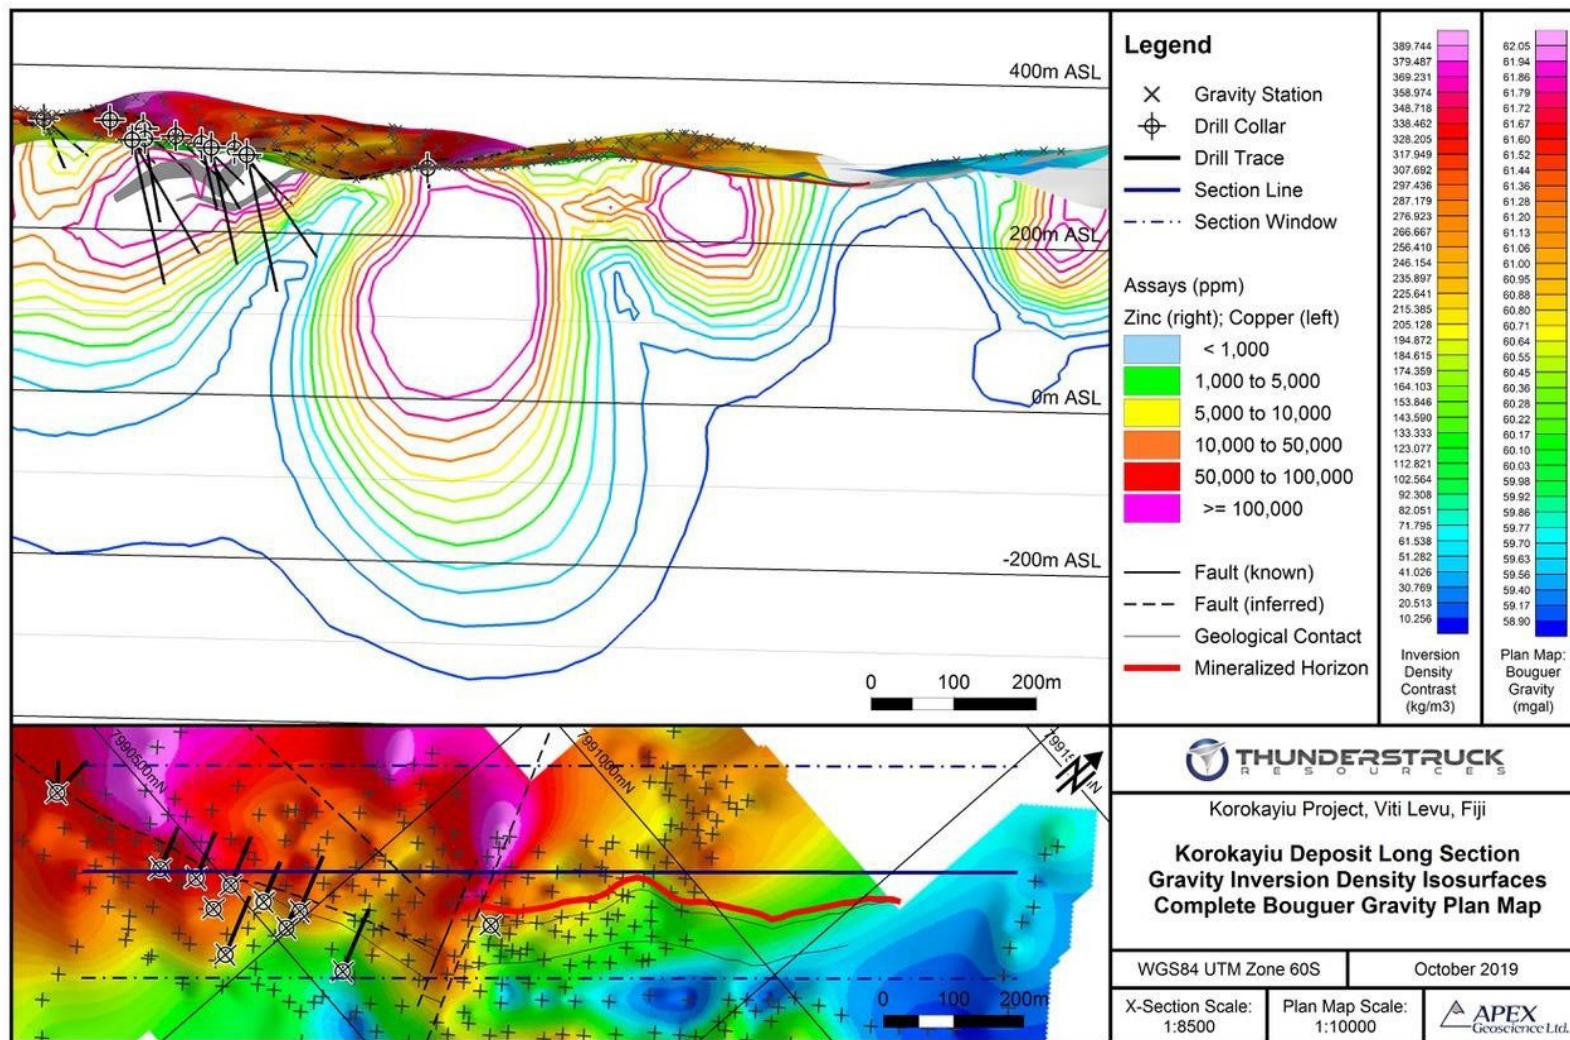 400m ASL
200m ASL
0m ASL
-200m ASL
0 100 200m
Legend
Gravity Station
Drill Collar
Drill Trace
Section Line
Section Window
Assays (ppm)
Zinc (right); Copper (left)
< 1,000
1,000 to 5,000
5,000 to 10,000
10,000 to 50,000
50,000 to 100,000
>= 100,000
Fault (known)
Fault (inferred)
Geological Contact
Mineralized Horizon
389.744
379.487
369.231
358.974
348.718
338.462
328.205
317.949
307.692
297.436
287.179
276.923
266.667
256.410
246.154
235.897
225.641
215.385
205.128
194.872
184.615
174.359
164.103
153.846
143.590
133.333
123.077
112.821
102.564
92.308
82.051
71.795
61.538
51.282
41.026
30.769
20.513
10.256
Inversion
Density
Contrast
(kg/m3)
62.05
61.94
61.86
61.79
61.72
61.67
61.60
61.52
61.44
61.36
61.28
61.20
61.13
61.06
61.00
60.95
60.88
60.80
60.71
60.64
60.55
60.45
60.36
60.28
60.22
60.17
60.10
60.03
59.98
59.92
59.86
59.77
59.70
59.63
59.56
59.40
59.17
58.90
Plan Map:
Bouguer
Gravity
(mgal)
7990500mN
7991000mN
N
0 100 200m
THUNDERSTRUCK
RESOURCES
Korokayiu Project, Viti Levu, Fiji
Korokayiu Deposit Long Section
Gravity Inversion Density Isosurfaces
Complete Bouguer Gravity Plan Map
WGS84 UTM Zone 60S
October 2019
X-Section Scale:
1:8500
Plan Map Scale:
1:10000
APEX
Geoscience Ltd.